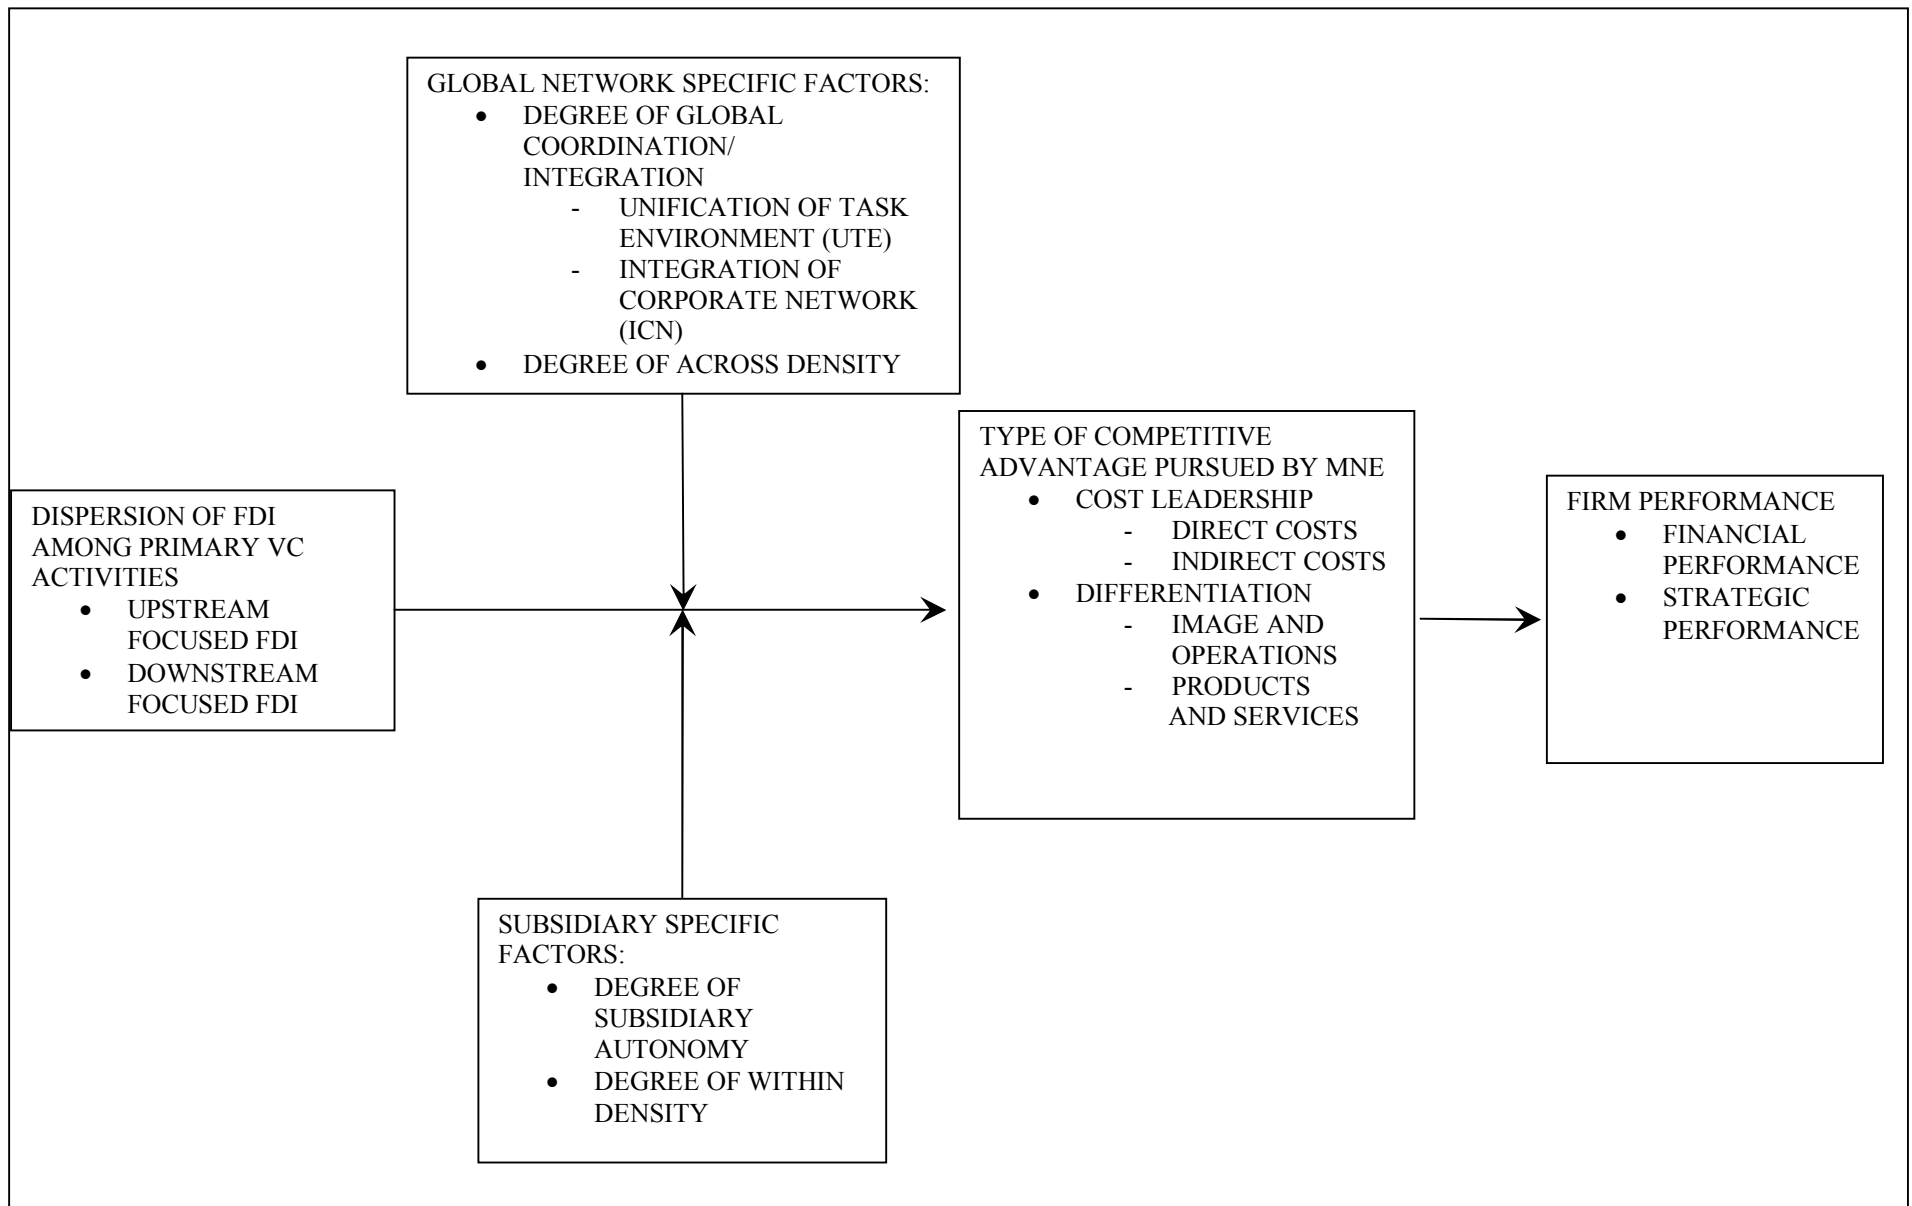 GLOBAL NETWORK SPECIFIC FACTORS:
• DEGREE OF GLOBAL
COORDINATION/
INTEGRATION
- UNIFICATION OF TASK
ENVIRONMENT (UTE)
- INTEGRATION OF
CORPORATE NETWORK
(ICN)
• DEGREE OF ACROSS DENSITY
DISPERSION OF FDI
AMONG PRIMARY VC
ACTIVITIES
• UPSTREAM
FOCUSED FDI
• DOWNSTREAM
FOCUSED FDI
TYPE OF COMPETITIVE
ADVANTAGE PURSUED BY MNE
• COST LEADERSHIP
- DIRECT COSTS
- INDIRECT COSTS
• DIFFERENTIATION
- IMAGE AND
OPERATIONS
- PRODUCTS
AND SERVICES
FIRM PERFORMANCE
• FINANCIAL
PERFORMANCE
• STRATEGIC
PERFORMANCE
SUBSIDIARY SPECIFIC
FACTORS:
• DEGREE OF
SUBSIDIARY
AUTONOMY
• DEGREE OF WITHIN
DENSITY